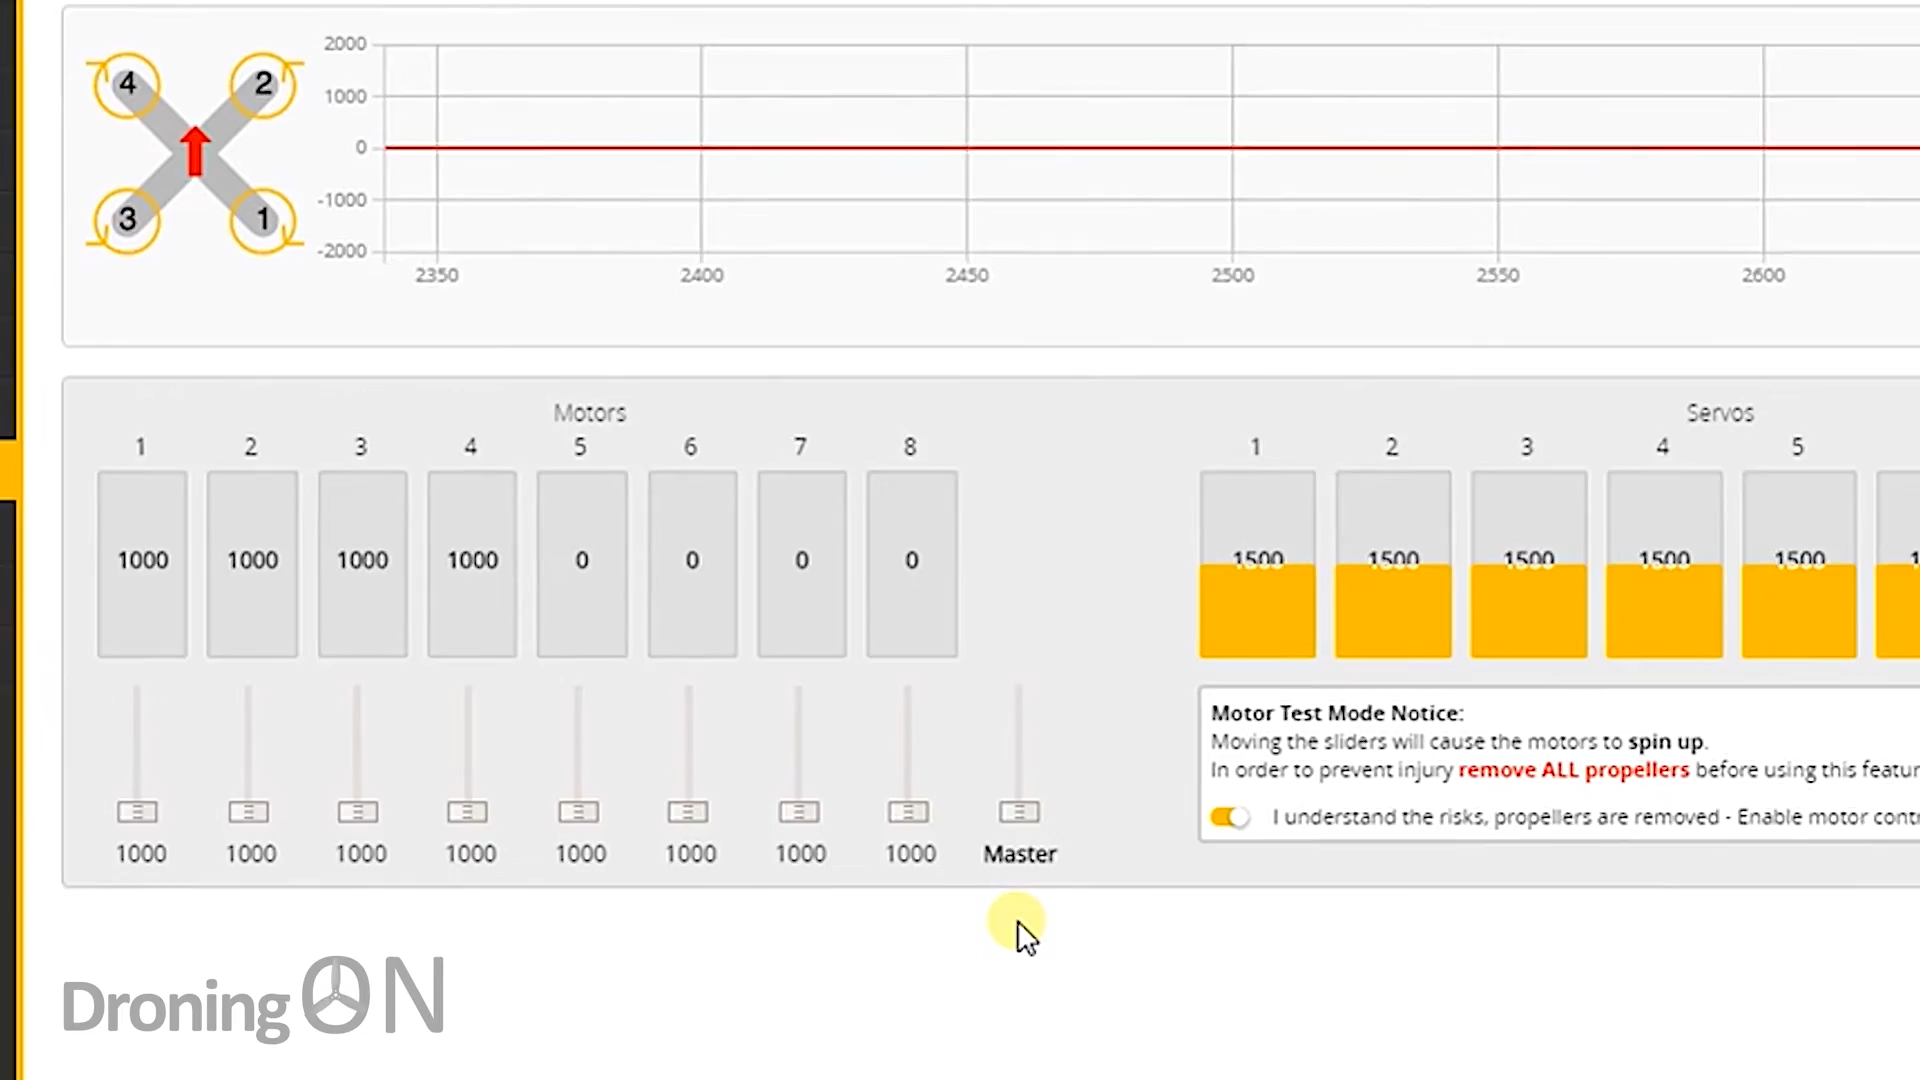 4 2
3 1
2000
1000
0
-1000
-2000
2350 2400 2450 2500 2550 2600
Motors
1 2 3 4 5 6 7 8
1000 1000 1000 1000 0 0 0 0
1000 1000 1000 1000 1000 1000 1000 1000 Master
Servos
1 2 3 4 5
1500 1500 1500 1500 1500 1
Motor Test Mode Notice:
Moving the sliders will cause the motors to spin up.
In order to prevent injury remove ALL propellers before using this featur
I understand the risks, propellers are removed - Enable motor contr
Droning ON